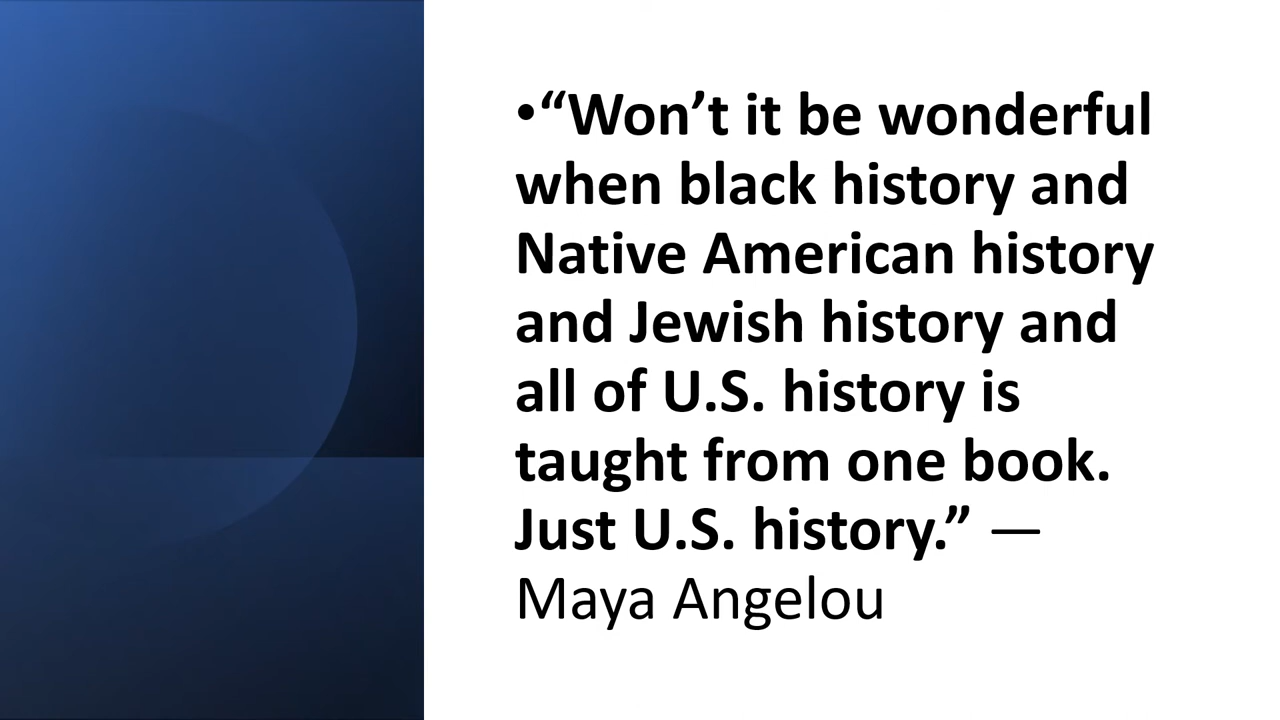 •“Won’t it be wonderful
when black history and
Native American history
and Jewish history and
all of U.S. history is
taught from one book.
Just U.S. history.” —
Maya Angelou